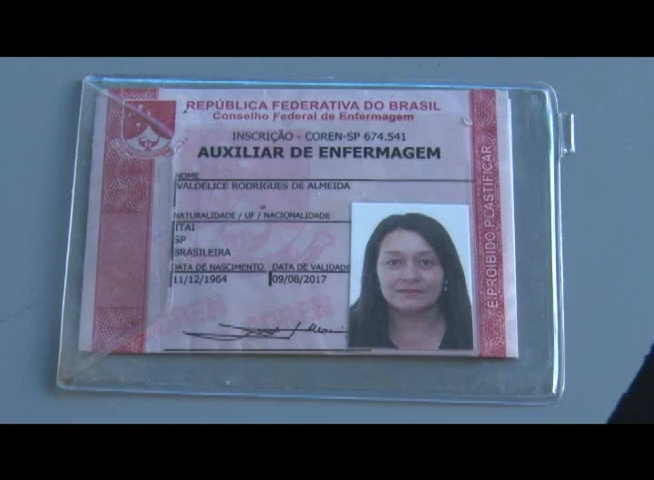 REPÚBLICA FEDERATIVA DO BRASIL
Conselho Federal de Enfermagem
INSCRIÇÃO - COREN-SP 674.541
AUXILIAR DE ENFERMAGEM
NOME
VALDELICE RODRIGUES DE ALMEIDA
NATURALIDADE / UF / NACIONALIDADE
ITAI
SP
BRASILEIRA
DATA DE NASCIMENTO DATA DE VALIDAD
11/12/1964 09/08/2017
É PROIBIDO PLASTIFICAR
COREN